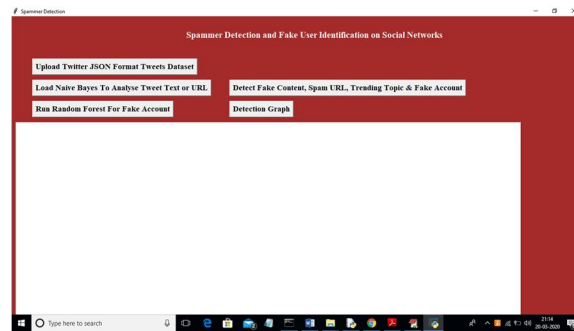 Spammer Detection
Spammer Detection and Fake User Identification on Social Networks
Upload Twitter JSON Format Tweets Dataset
Load Naive Bayes To Analyse Tweet Text or URL
Detect Fake Content, Spam URL, Trending Topic & Fake Account
Run Random Forest For Fake Account
Detection Graph
Type here to search
21:14
20-03-2020